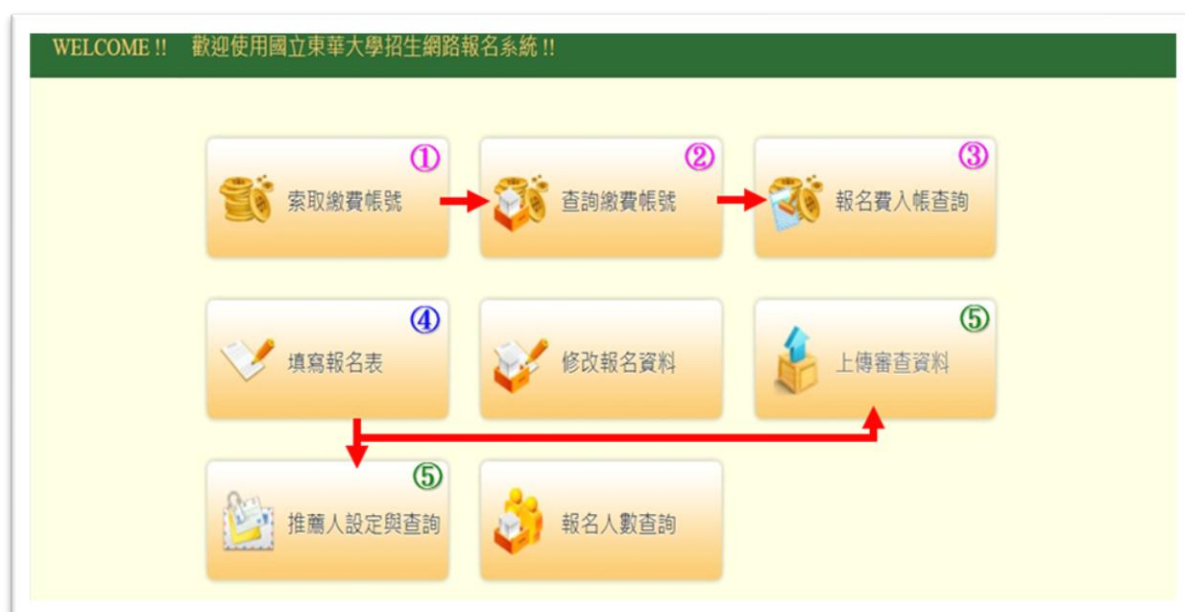 WELCOME !! 歡迎使用國立東華大學招生網路報名系統 !!
① ② ③
索取繳費帳號 查詢繳費帳號 報名費入帳查詢
④ ⑤
填寫報名表 修改報名資料 上傳審查資料
⑤
推薦人設定與查詢 報名人數查詢